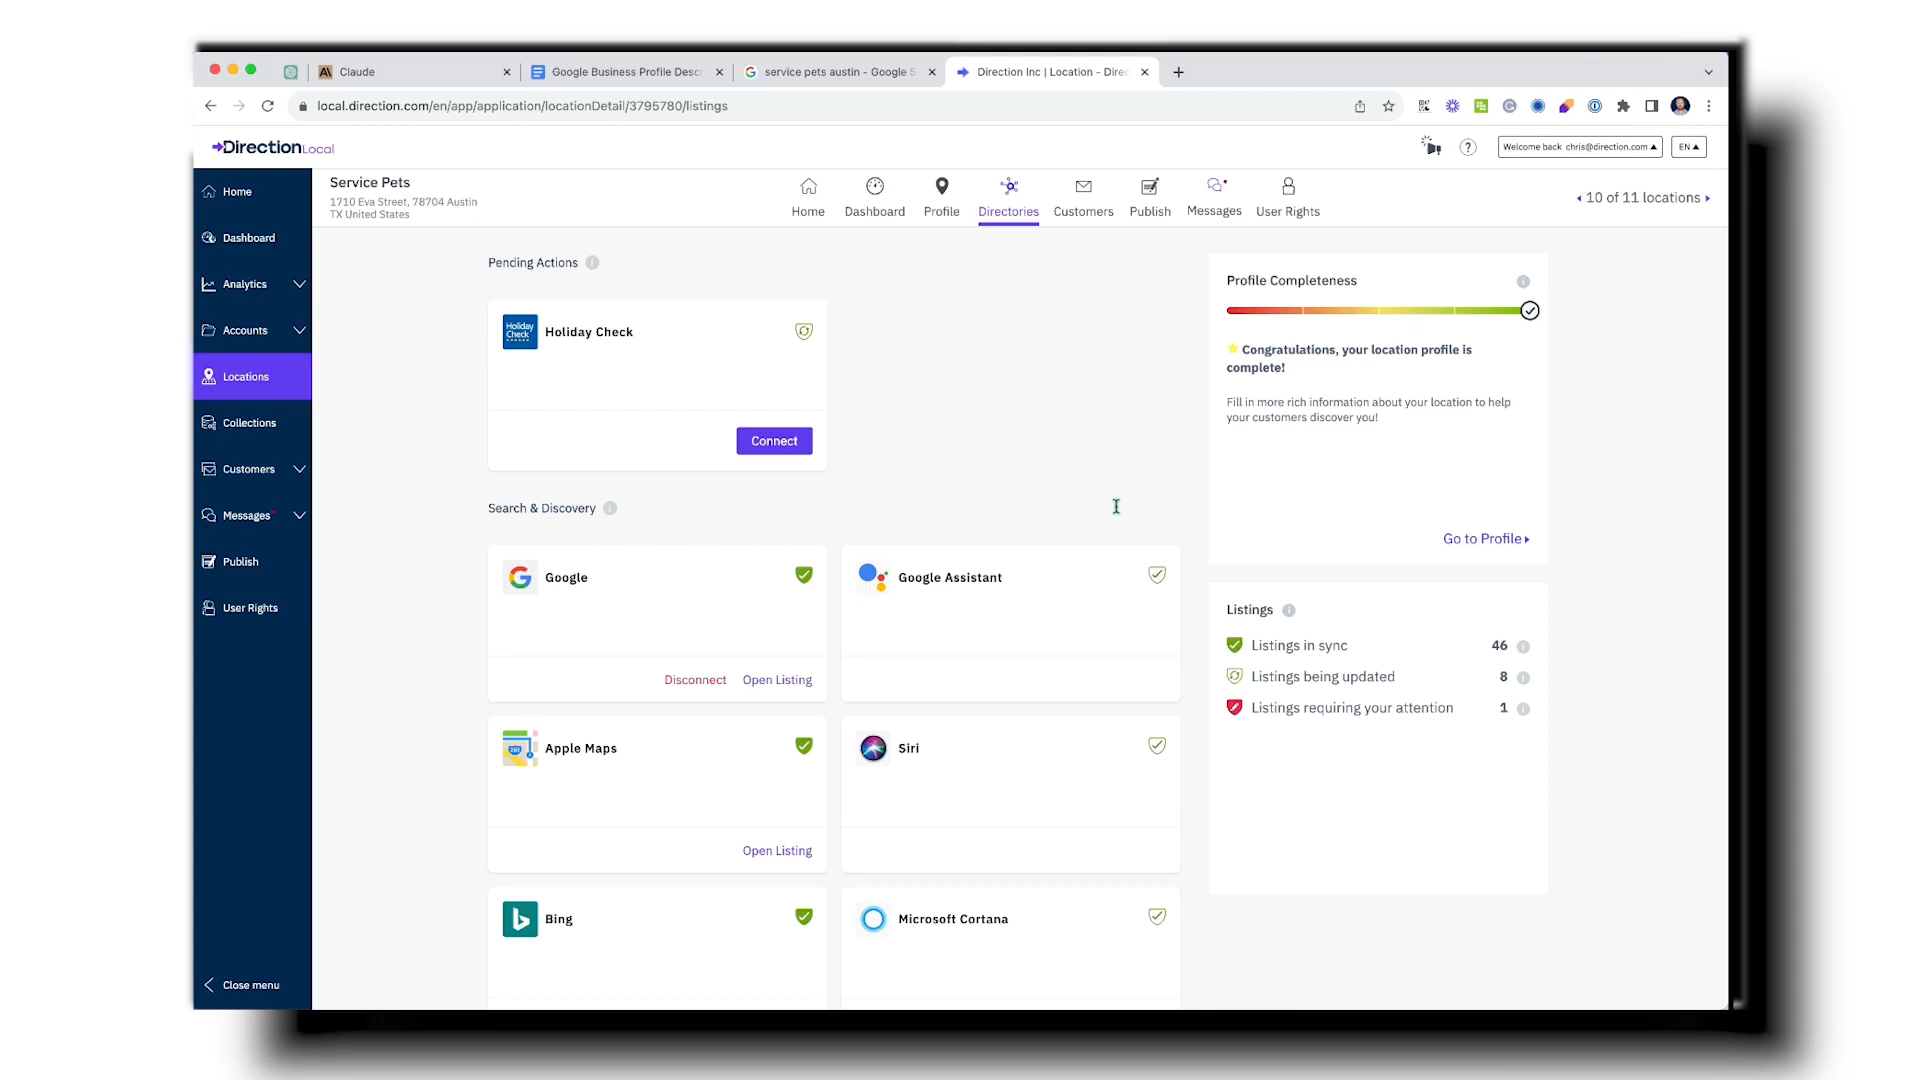 Claude
Google Business Profile Descr
service pets austin - Google S
Direction Inc | Location - Direc
local.direction.com/en/app/application/locationDetail/3795780/listings
DirectionLocal
Welcome back chris@direction.com
EN
Home
Dashboard
Analytics
Accounts
Locations
Collections
Customers
Messages
Publish
User Rights
Close menu
Service Pets
1710 Eva Street, 78704 Austin
TX United States
Home
Dashboard
Profile
Directories
Customers
Publish
Messages
User Rights
10 of 11 locations
Pending Actions
Holiday Check
Holiday Check
Connect
Search & Discovery
Google
Disconnect
Open Listing
Google Assistant
Apple Maps
280
Open Listing
Siri
Bing
Microsoft Cortana
Profile Completeness
Congratulations, your location profile is
complete!
Fill in more rich information about your location to help
your customers discover you!
Go to Profile
Listings
Listings in sync 46
Listings being updated 8
Listings requiring your attention 1